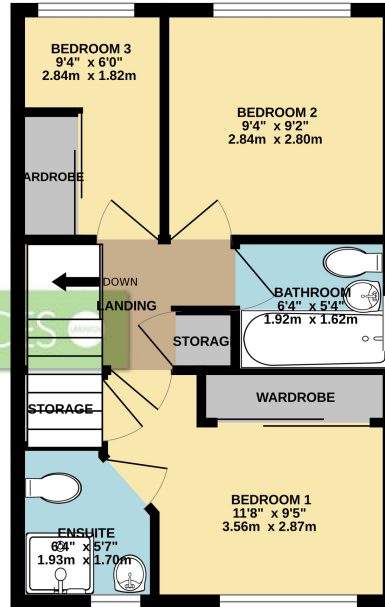 BEDROOM 3
9'4" x 6'0"
2.84m x 1.82m
BEDROOM 2
9'4" x 9'2"
2.84m x 2.80m
ARDROBE
DOWN
LANDING
BATHROOM
6'4" x 5'4"
1.92m x 1.62m
STORAG
STORAGE
WARDROBE
BEDROOM 1
11'8" x 9'5"
3.56m x 2.87m
ENSUITE
6'4" x 5'7"
1.93m x 1.70m